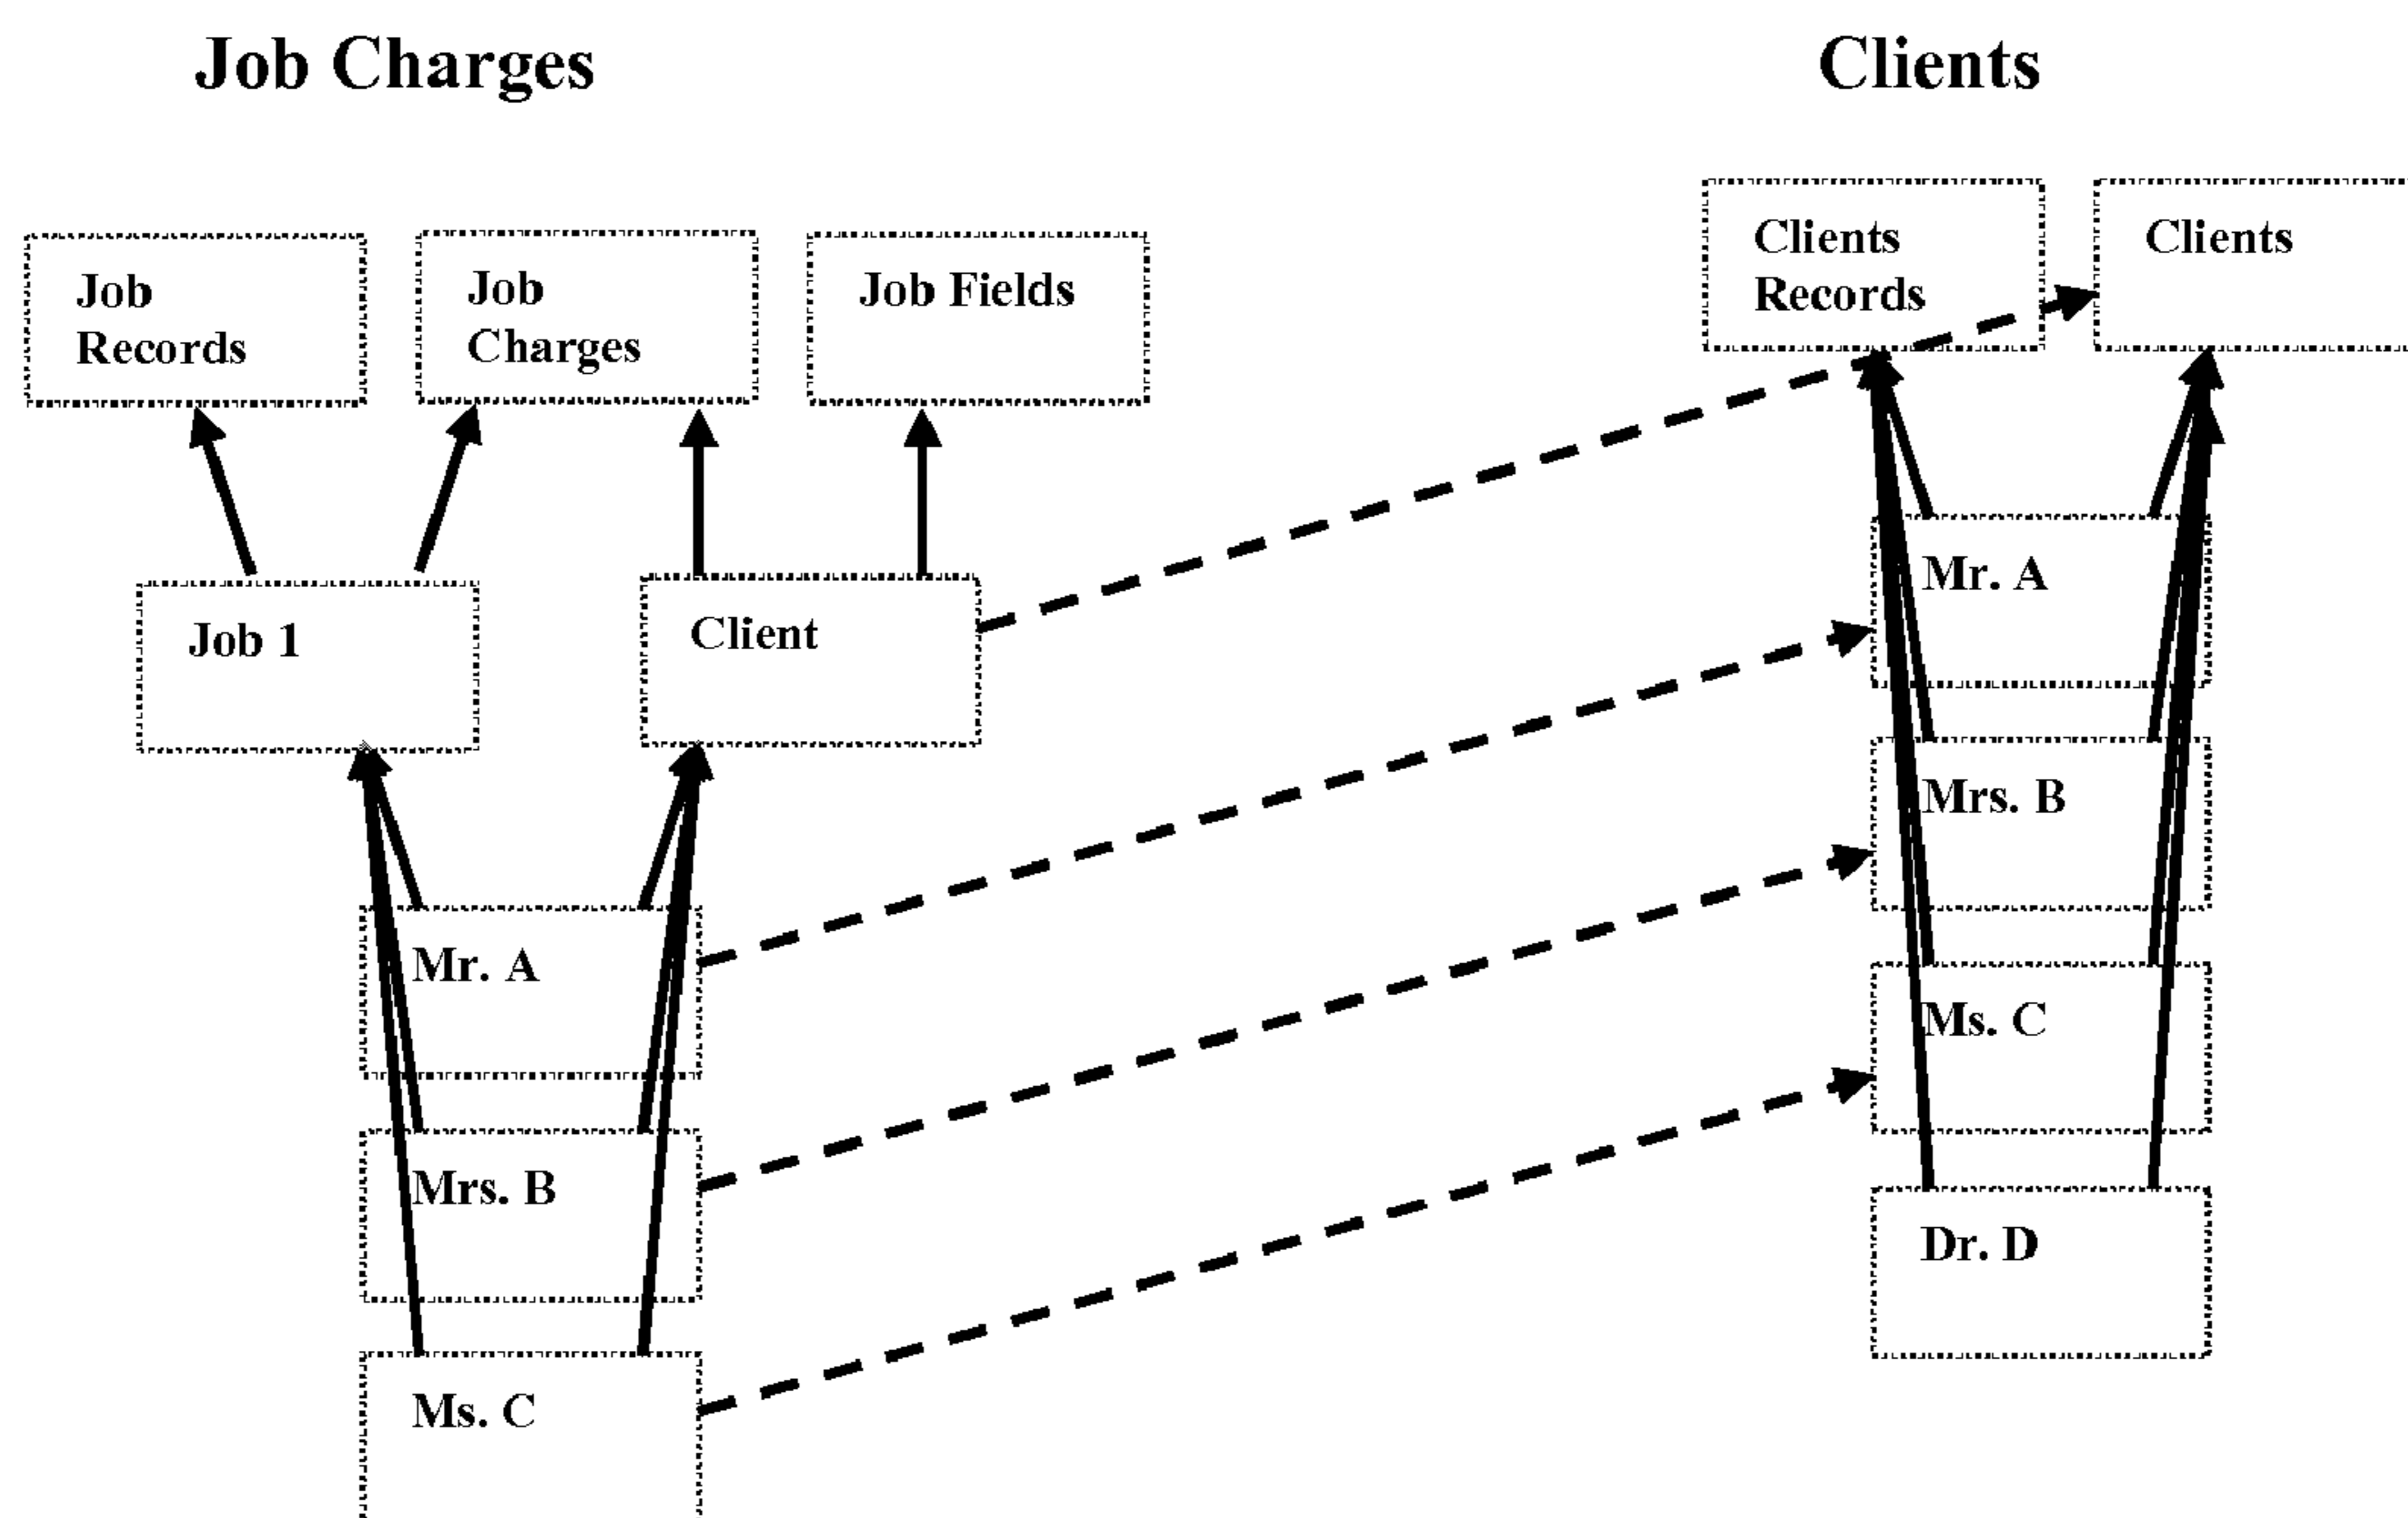 Job Charges
Clients
Job
Records
Job
Charges
Job Fields
Clients
Records
Clients
Job 1
Client
Mr. A
Mrs. B
Ms. C
Mr. A
Mrs. B
Ms. C
Dr. D